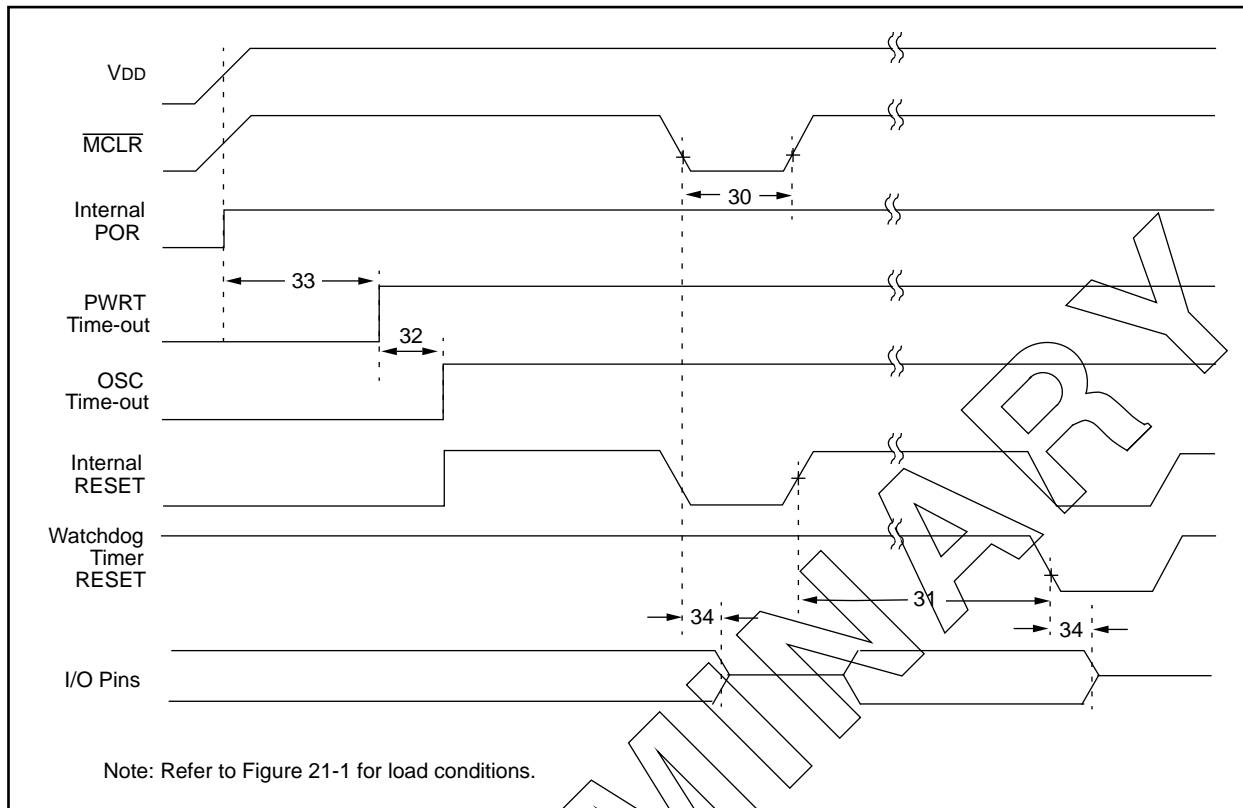 VDD
MCLR
30
Internal
POR
33
PWRT
Time-out
32
OSC
Time-out
Internal
RESET
Watchdog
Timer
RESET
31
34
34
I/O Pins
Note: Refer to Figure 21-1 for load conditions.
MINARY